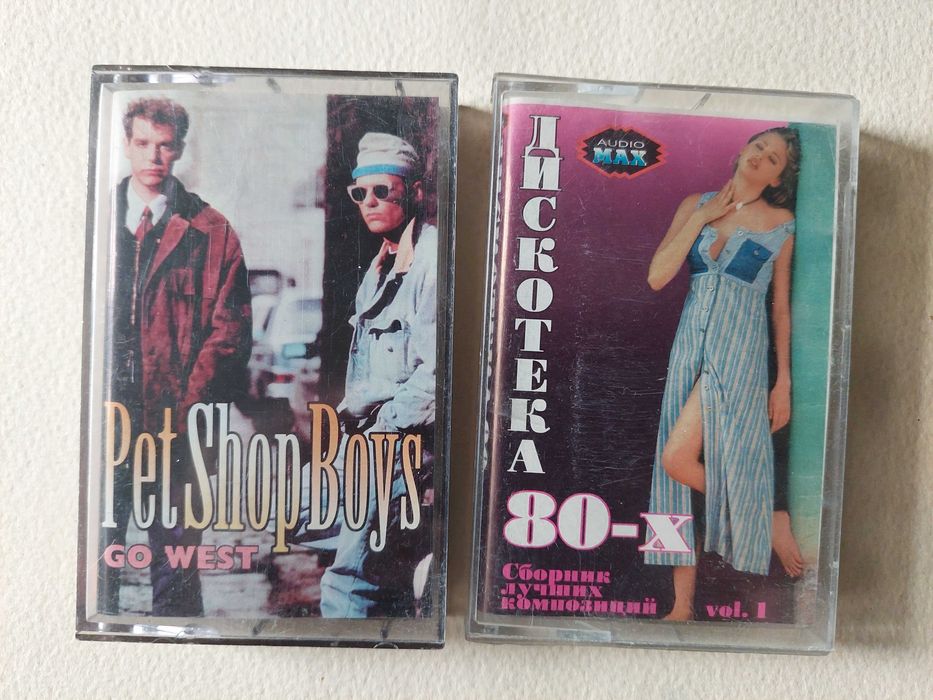 Pet Shop Boys
GO WEST
ДИСКОТЕКА
AUDIO
MAX
80-х
Сборник
лучших
композиций
vol. 1